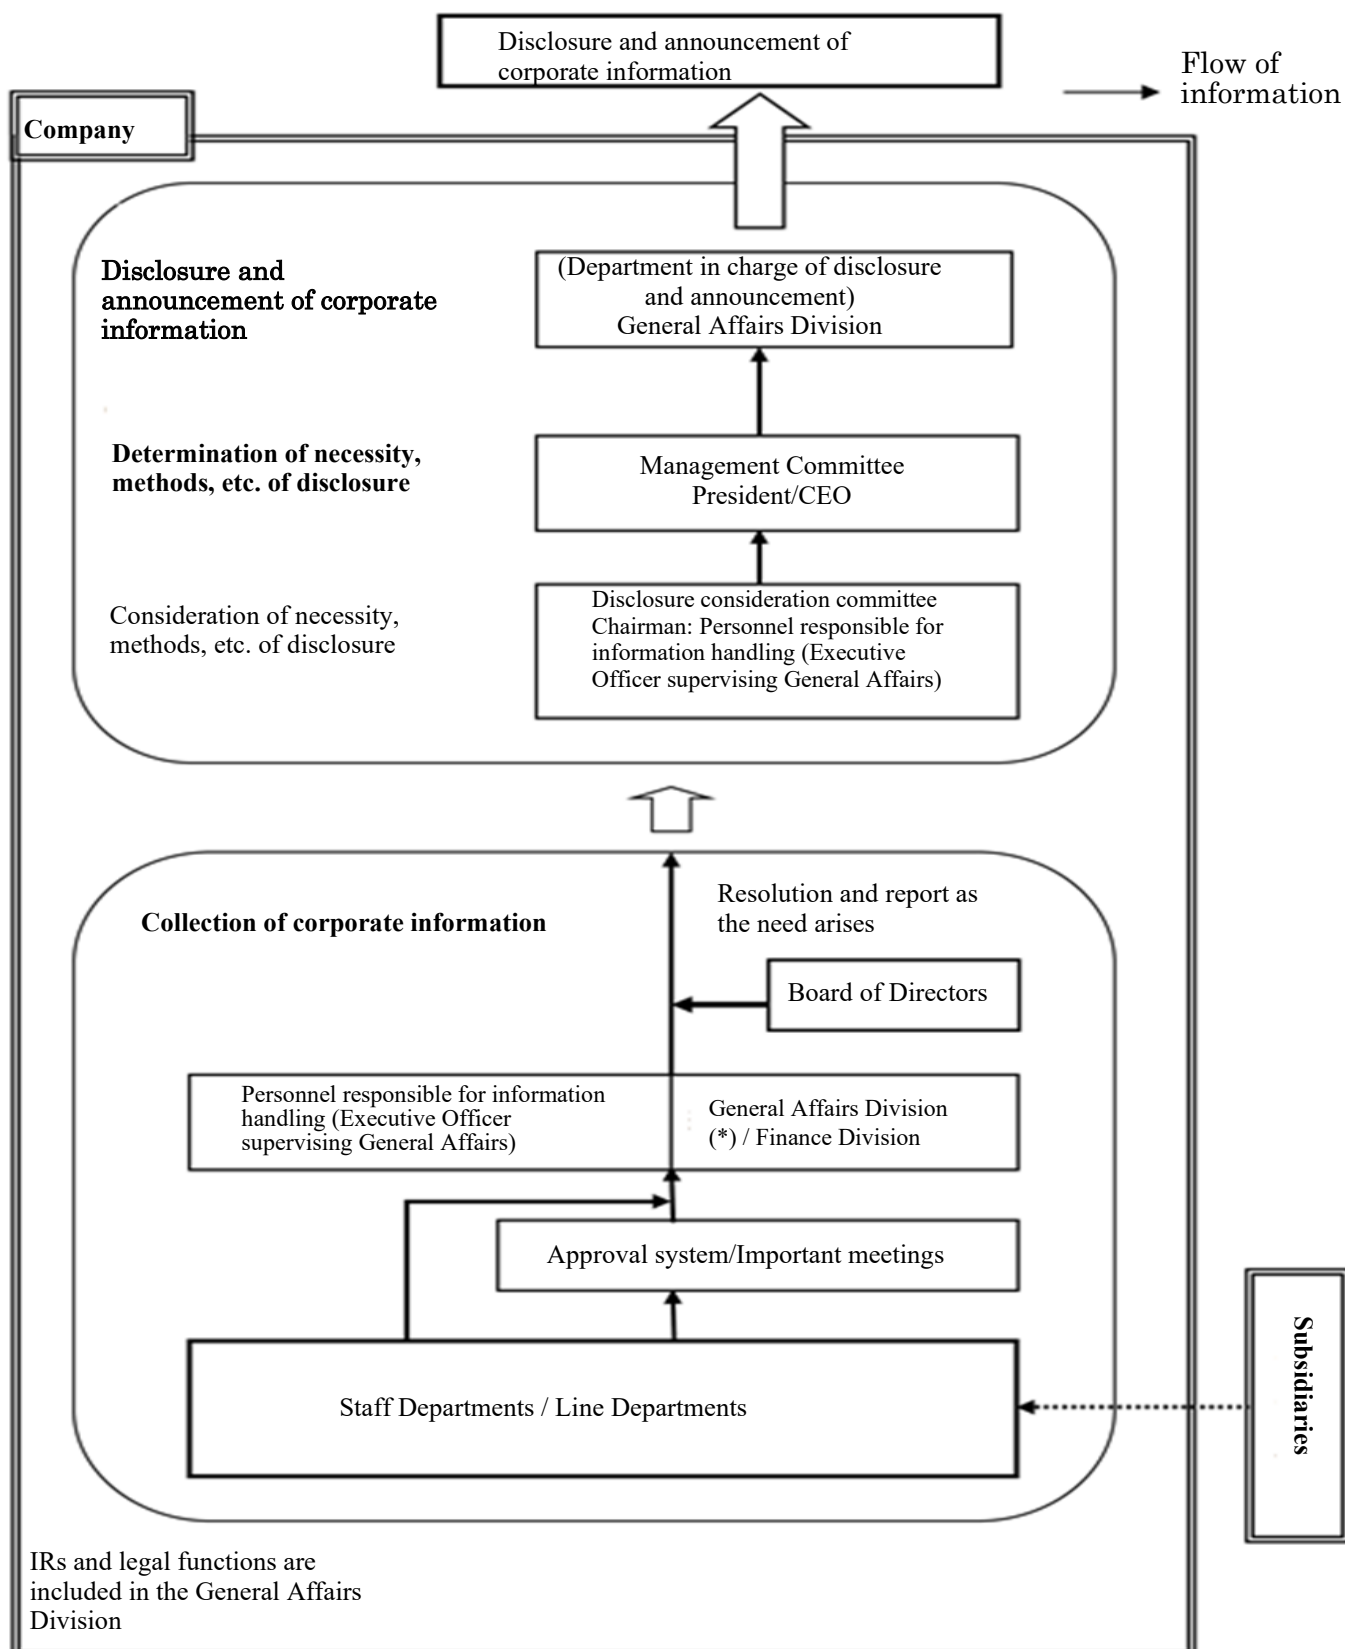 Disclosure and announcement of
corporate information
Flow of
information
Company
Disclosure and
announcement of corporate
information
(Department in charge of disclosure
and announcement)
General Affairs Division
Determination of necessity,
methods, etc. of disclosure
Management Committee
President/CEO
Consideration of necessity,
methods, etc. of disclosure
Disclosure consideration committee
Chairman: Personnel responsible for
information handling (Executive
Officer supervising General Affairs)
Collection of corporate information
Resolution and report as
the need arises
Board of Directors
Personnel responsible for information
handling (Executive Officer
supervising General Affairs)
General Affairs Division
(*) / Finance Division
Approval system/Important meetings
Staff Departments / Line Departments
Subsidiaries
IRs and legal functions are
included in the General Affairs
Division